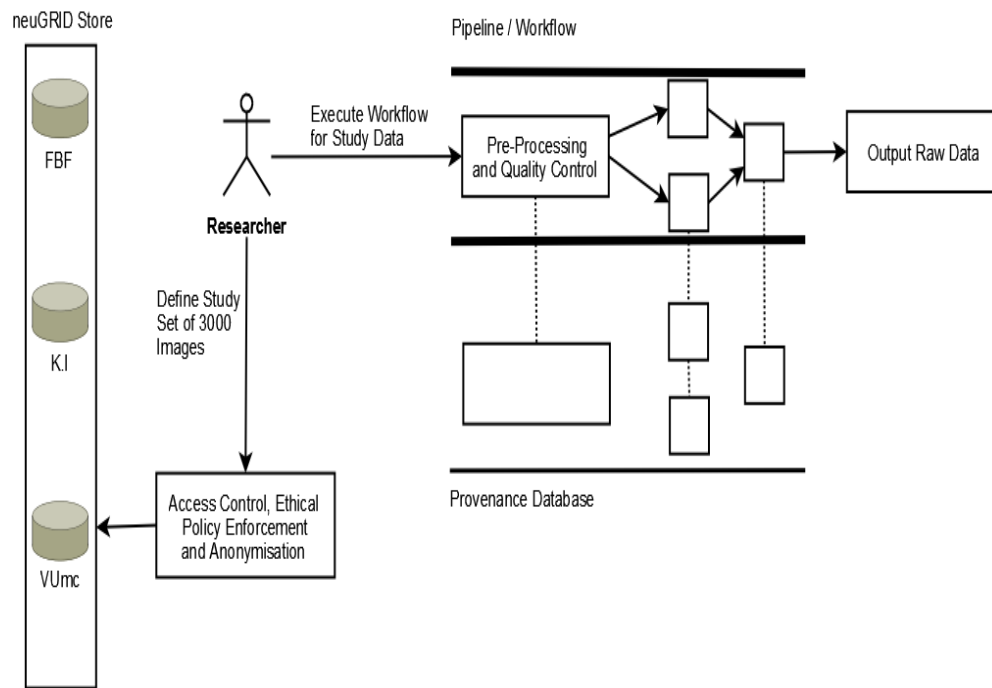 neuGRID Store
FBF
K.I
VUmc
Researcher
Execute Workflow
for Study Data
Define Study
Set of 3000
Images
Access Control, Ethical
Policy Enforcement
and Anonymisation
Pipeline / Workflow
Pre-Processing
and Quality Control
Output Raw Data
Provenance Database